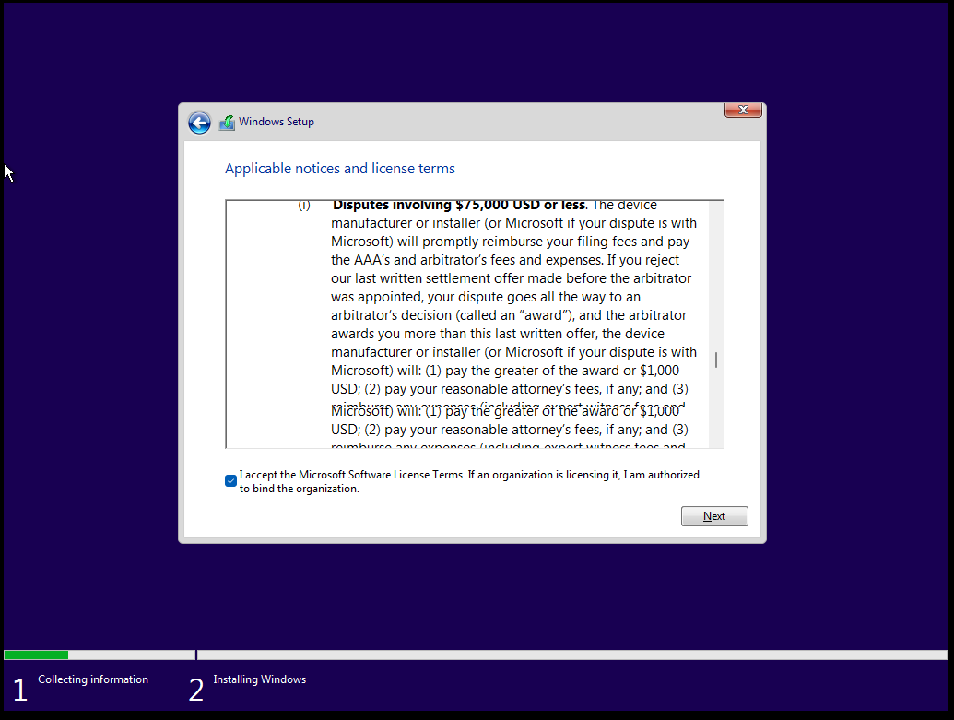 Windows Setup
Applicable notices and license terms
(i) Disputes involving $75,000 USD or less. The device
manufacturer or installer (or Microsoft if your dispute is with
Microsoft) will promptly reimburse your filing fees and pay
the AAA's and arbitrator's fees and expenses. If you reject
our last written settlement offer made before the arbitrator
was appointed, your dispute goes all the way to an
arbitrator's decision (called an “award”), and the arbitrator
awards you more than this last written offer, the device
manufacturer or installer (or Microsoft if your dispute is with
Microsoft) will: (1) pay the greater of the award or $1,000
USD; (2) pay your reasonable attorney's fees, if any; and (3)
Microsoft) will: (1) pay the greater of the award or $1,000
USD; (2) pay your reasonable attorney's fees, if any; and (3)
reimburse any expenses (including expert witness fees and
I accept the Microsoft Software License Terms. If an organization is licensing it, I am authorized
to bind the organization.
Next
1 Collecting information
2 Installing Windows